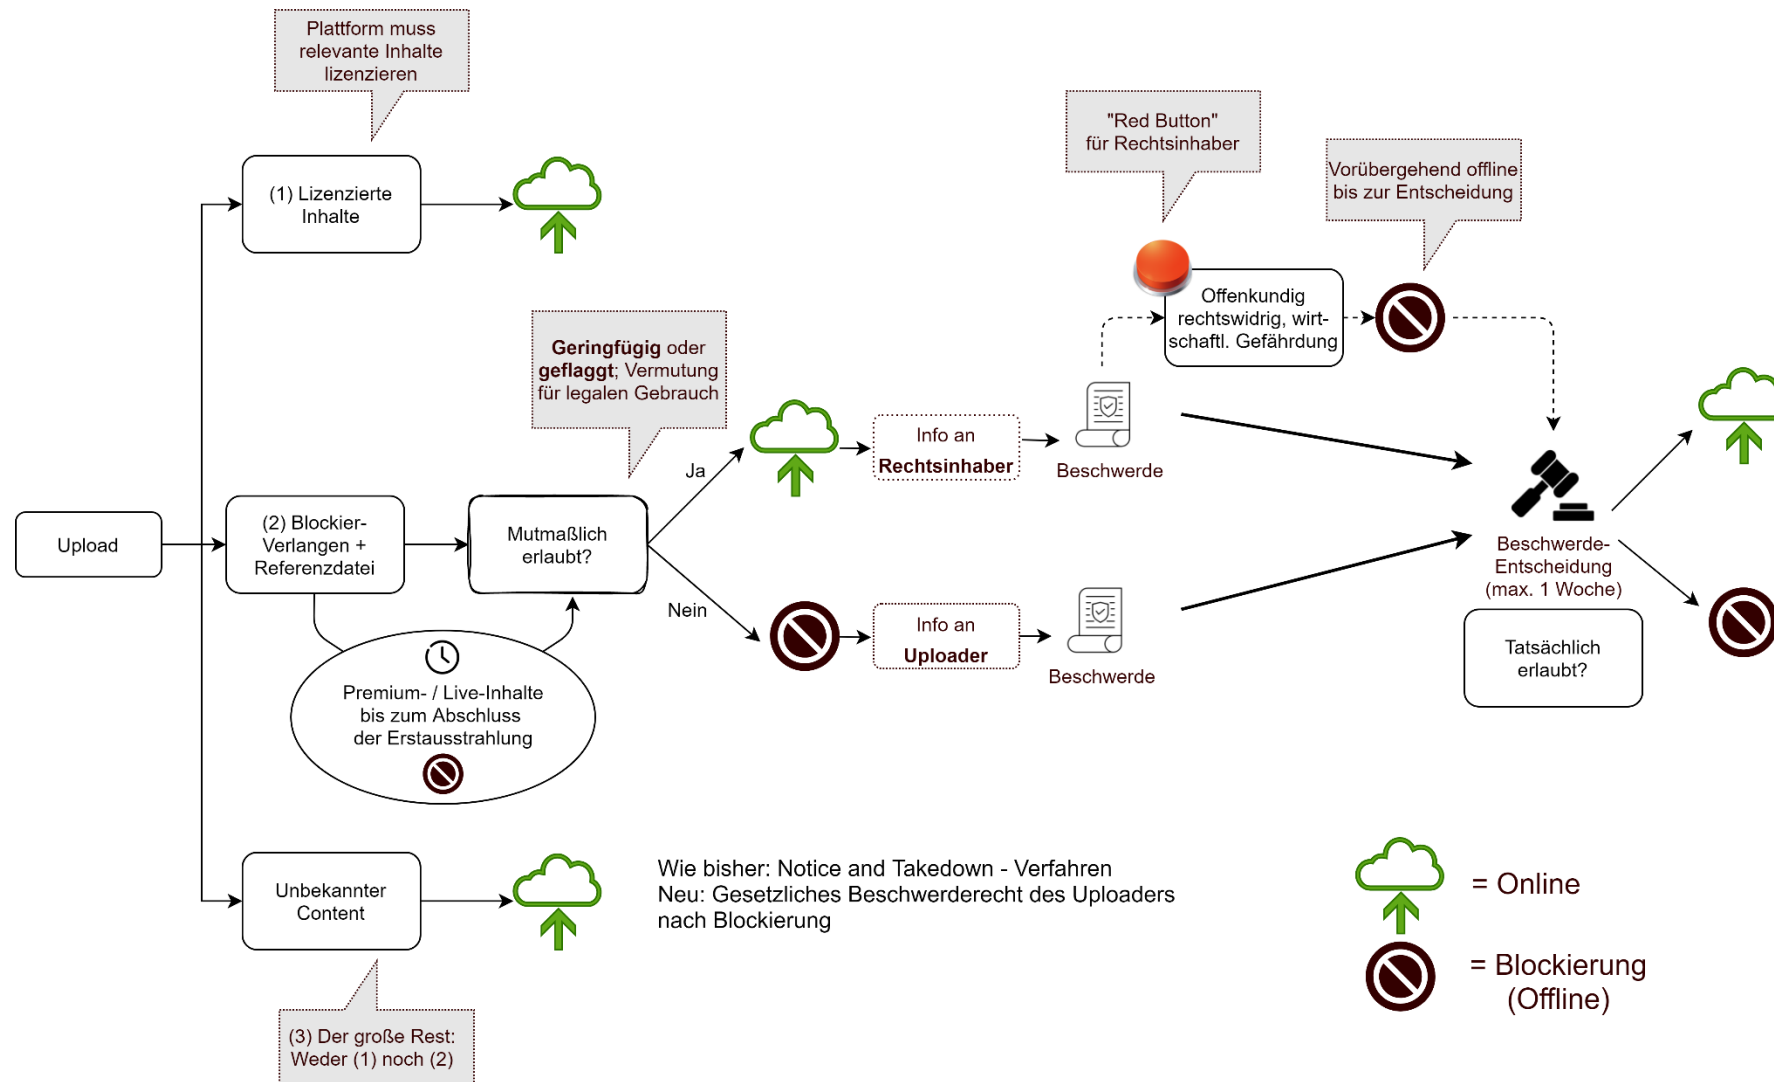 Plattform muss
relevante Inhalte
lizenzieren
(1) Lizenzierte
Inhalte
"Red Button"
für Rechtsinhaber
Vorübergehend offline
bis zur Entscheidung
Offenkundig
rechtswidrig, wirt-
schaftl. Gefährdung
Geringfügig oder
geflaggt; Vermutung
für legalen Gebrauch
Upload
(2) Blockier-
Verlangen +
Referenzdatei
Mutmaßlich
erlaubt?
Ja
Nein
Info an
Rechtsinhaber
Beschwerde
Info an
Uploader
Beschwerde
Beschwerde-
Entscheidung
(max. 1 Woche)
Tatsächlich
erlaubt?
Premium- / Live-Inhalte
bis zum Abschluss
der Erstausstrahlung
Unbekannter
Content
(3) Der große Rest:
Weder (1) noch (2)
Wie bisher: Notice and Takedown - Verfahren
Neu: Gesetzliches Beschwerderecht des Uploaders
nach Blockierung
= Online
= Blockierung
(Offline)